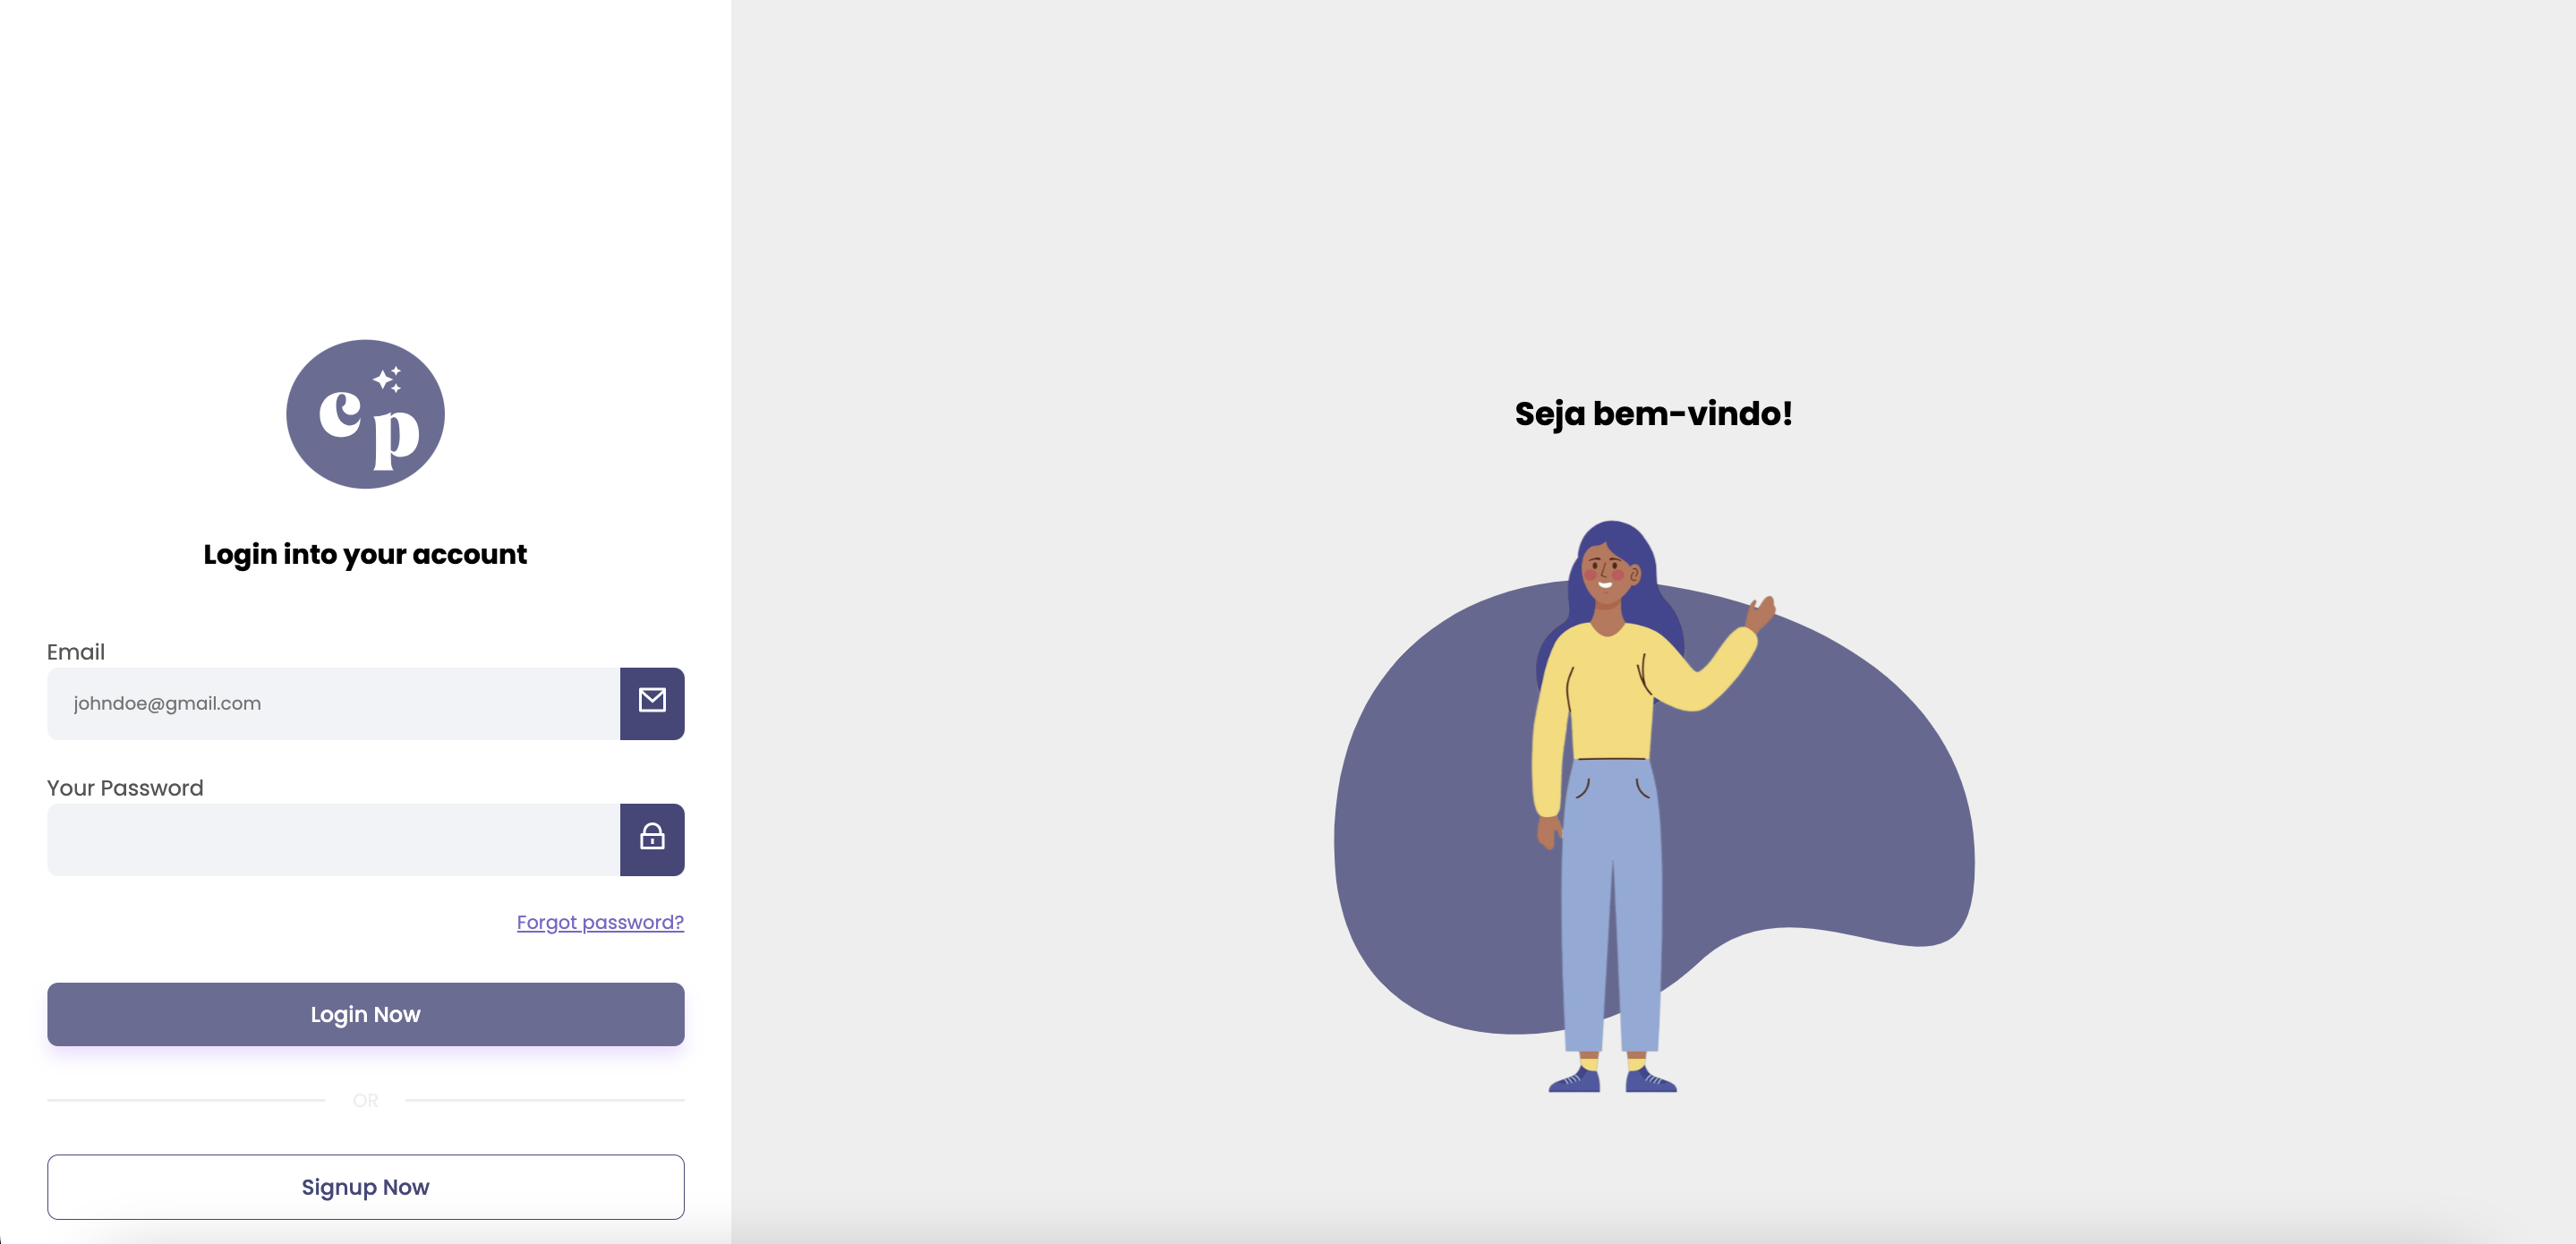 cp
Login into your account
Email
johndoe@gmail.com
Your Password
Forgot password?
Login Now
OR
Signup Now
Seja bem-vindo!